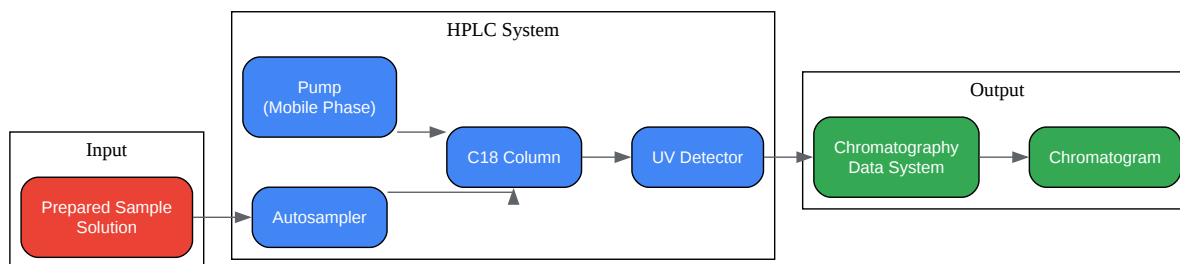 HPLC System
Pump
(Mobile Phase)
Output
Input
C18 Column
UV Detector
Chromatography
Data System
Chromatogram
Prepared Sample
Solution
Autosampler